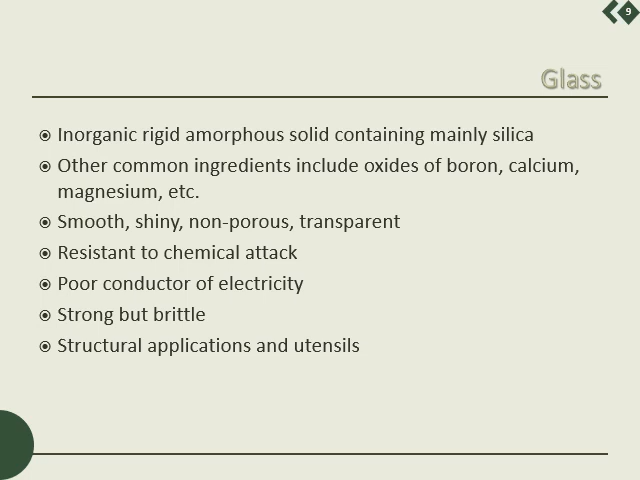 9
Glass
Inorganic rigid amorphous solid containing mainly silica
Other common ingredients include oxides of boron, calcium,
magnesium, etc.
Smooth, shiny, non-porous, transparent
Resistant to chemical attack
Poor conductor of electricity
Strong but brittle
Structural applications and utensils